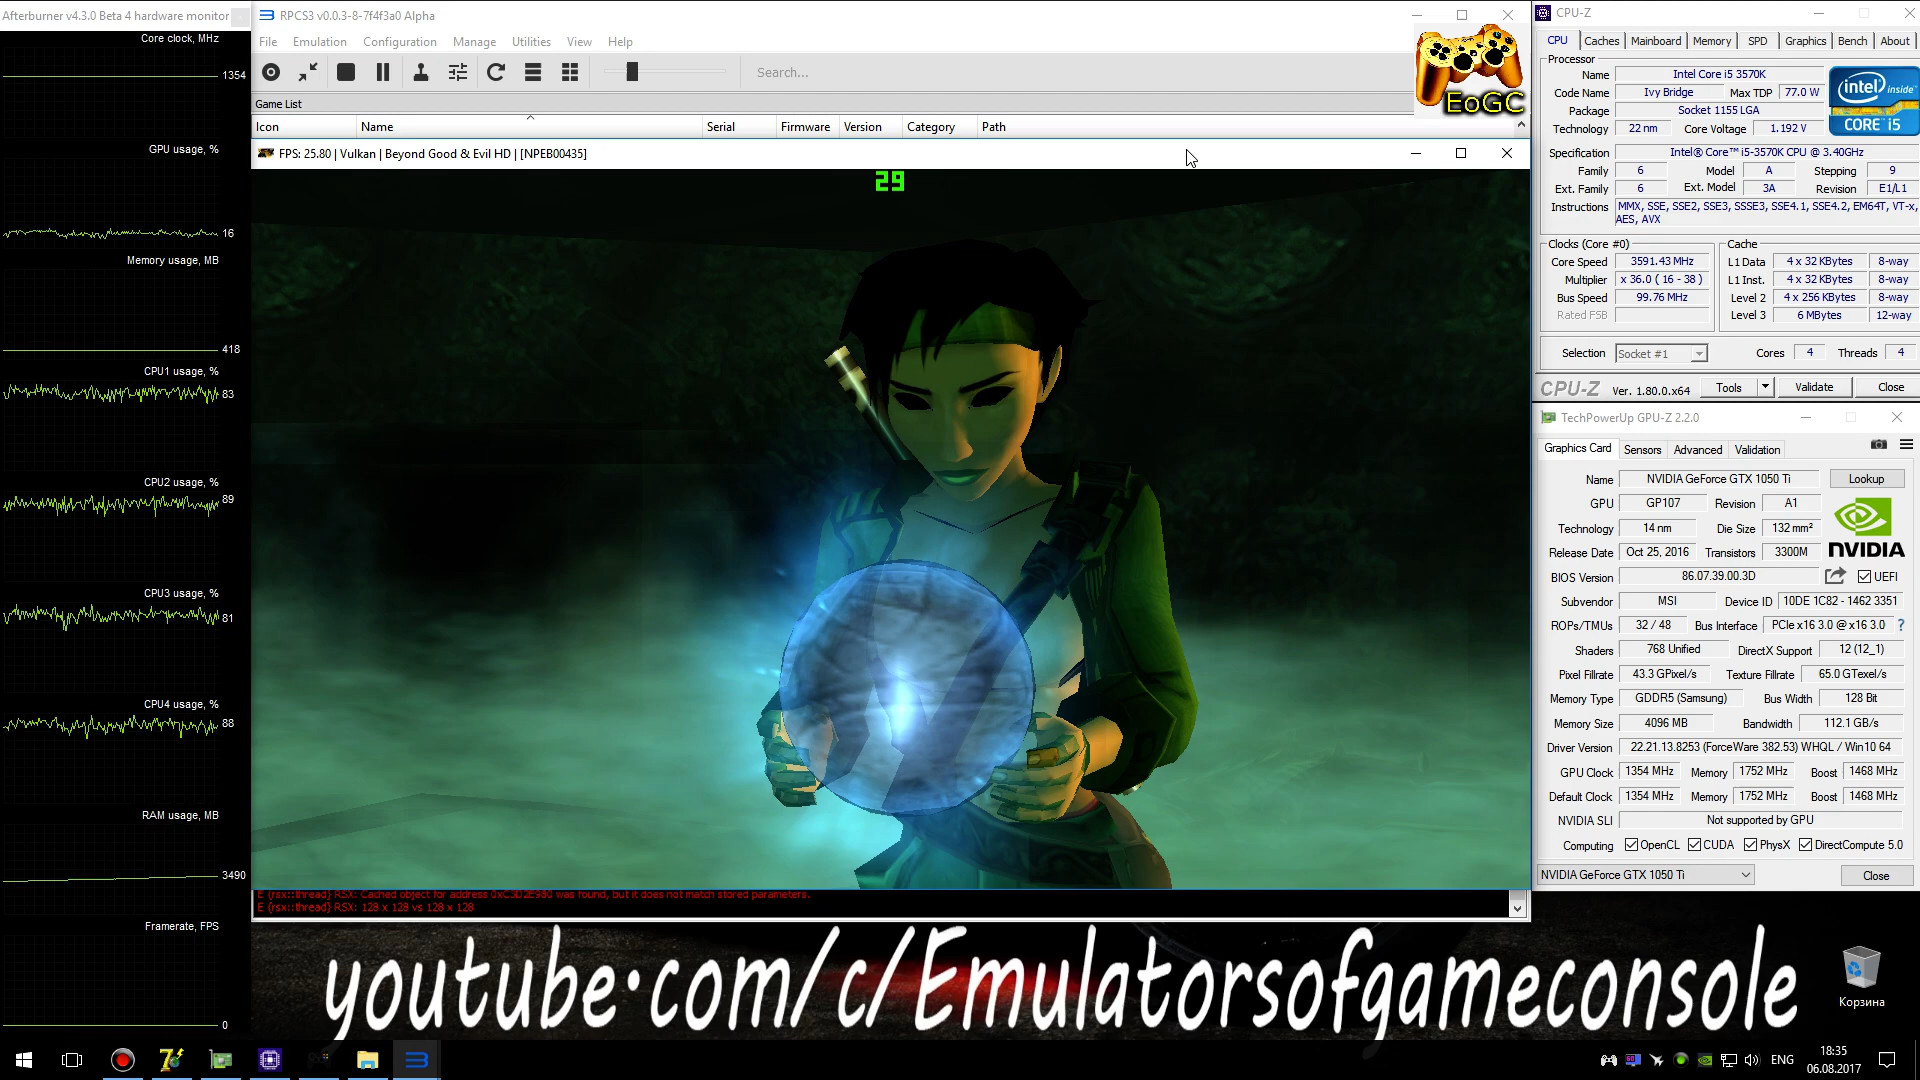 Afterburner v4.3.0 Beta 4 hardware monitor
Core clock, MHz
1354
GPU usage, %
16
Memory usage, MB
418
CPU1 usage, %
83
CPU2 usage, %
89
CPU3 usage, %
81
CPU4 usage, %
88
RAM usage, MB
3490
Framerate, FPS
0
RPCS3 v0.0.3-8-7f4f3a0 Alpha
File Emulation Configuration Manage Utilities View Help
Search...
EoGC
Game List
Icon Name Serial Firmware Version Category Path
FPS: 25.80 | Vulkan | Beyond Good & Evil HD | [NPEB00435]
29
E {rsx::thread} RSX: Cached object for address 0xC3D2E980 was found, but it does not match stored parameters.
E {rsx::thread} RSX: 128 x 128 vs 128 x 128
CPU-Z
CPU Caches Mainboard Memory SPD Graphics Bench About
Processor
Name Intel Core i5 3570K
Code Name Ivy Bridge Max TDP 77.0 W
Package Socket 1155 LGA
Technology 22 nm Core Voltage 1.192 V
intel inside™
CORE i5
Specification Intel® Core™ i5-3570K CPU @ 3.40GHz
Family 6 Model A Stepping 9
Ext. Family 6 Ext. Model 3A Revision E1/L1
Instructions MMX, SSE, SSE2, SSE3, SSSE3, SSE4.1, SSE4.2, EM64T, VT-x,
AES, AVX
Clocks (Core #0) Cache
Core Speed 3591.43 MHz L1 Data 4 x 32 KBytes 8-way
Multiplier x 36.0 ( 16 - 38 ) L1 Inst. 4 x 32 KBytes 8-way
Bus Speed 99.76 MHz Level 2 4 x 256 KBytes 8-way
Rated FSB Level 3 6 MBytes 12-way
Selection Socket #1 Cores 4 Threads 4
CPU-Z Ver. 1.80.0.x64 Tools Validate Close
TechPowerUp GPU-Z 2.2.0
Graphics Card Sensors Advanced Validation
Name NVIDIA GeForce GTX 1050 Ti Lookup
GPU GP107 Revision A1
Technology 14 nm Die Size 132 mm²
Release Date Oct 25, 2016 Transistors 3300M
NVIDIA
BIOS Version 86.07.39.00.3D UEFI
Subvendor MSI Device ID 10DE 1C82 - 1462 3351
ROPs/TMUs 32 / 48 Bus Interface PCIe x16 3.0 @ x16 3.0 ?
Shaders 768 Unified DirectX Support 12 (12_1)
Pixel Fillrate 43.3 GPixel/s Texture Fillrate 65.0 GTexel/s
Memory Type GDDR5 (Samsung) Bus Width 128 Bit
Memory Size 4096 MB Bandwidth 112.1 GB/s
Driver Version 22.21.13.8253 (ForceWare 382.53) WHQL / Win10 64
GPU Clock 1354 MHz Memory 1752 MHz Boost 1468 MHz
Default Clock 1354 MHz Memory 1752 MHz Boost 1468 MHz
NVIDIA SLI Not supported by GPU
Computing OpenCL CUDA PhysX DirectCompute 5.0
NVIDIA GeForce GTX 1050 Ti Close
youtube.com/c/Emulatorsofgameconsole
Корзина
ENG
18:35
06.08.2017